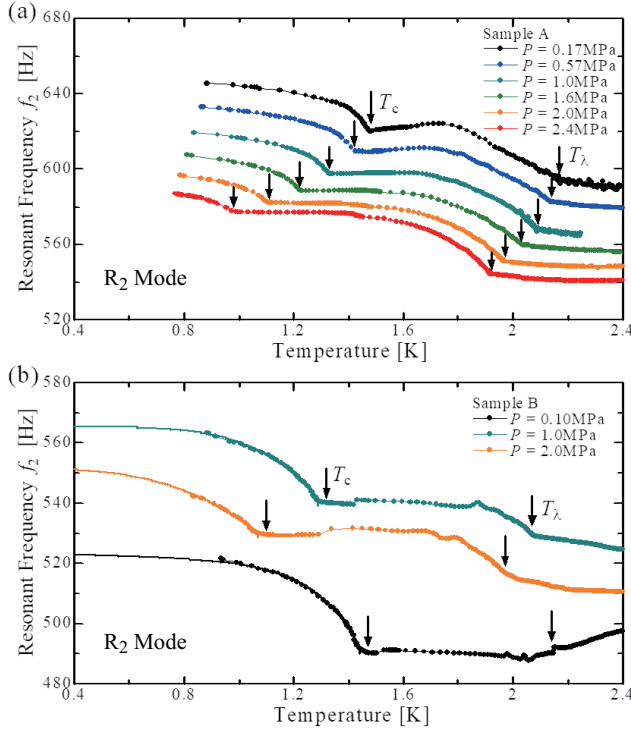 (a)
680
640
600
560
520
Resonant Frequency f₂ [Hz]
Sample A
P = 0.17MPa
P = 0.57MPa
P = 1.0MPa
P = 1.6MPa
P = 2.0MPa
P = 2.4MPa
Tc
Tλ
R₂ Mode
0.4 0.8 1.2 1.6 2 2.4
Temperature [K]
(b)
580
560
540
520
500
480
Resonant Frequency f₂ [Hz]
Sample B
P = 0.10MPa
P = 1.0MPa
P = 2.0MPa
Tc
Tλ
R₂ Mode
0.4 0.8 1.2 1.6 2 2.4
Temperature [K]